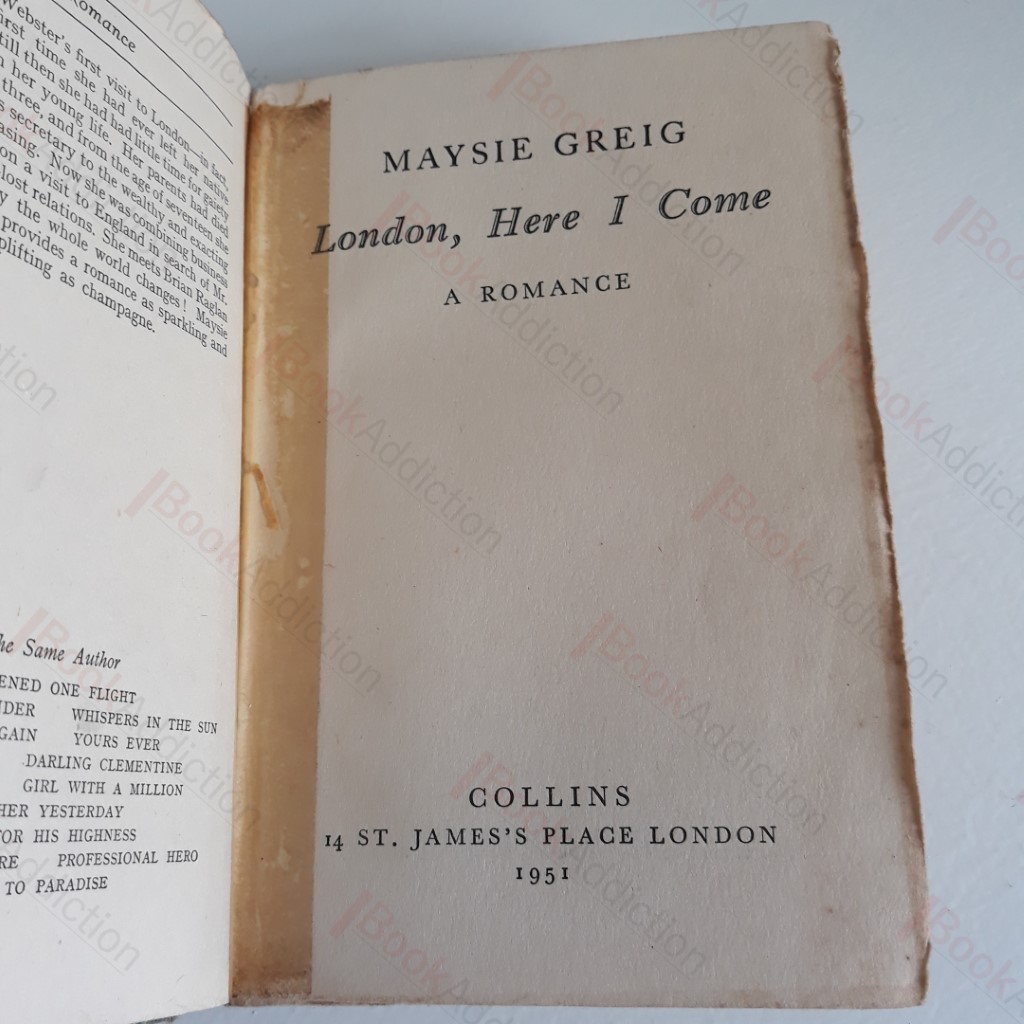 Romance
Webster's first visit to London—in fact,
first time she had ever left her native
till then she had had little time for gaiety
her young life. Her parents had died
three, and from the age of seventeen she
secretary to the wealthy and exacting
Now she was combining business
on a visit to England in search of Mr.
lost relations. She meets Brian Raglan
the whole world changes! Maysie
provides a romance as sparkling and
uplifting as champagne.
the Same Author
ENED ONE FLIGHT
NDER WHISPERS IN THE SUN
GAIN YOURS EVER
DARLING CLEMENTINE
GIRL WITH A MILLION
HER YESTERDAY
FOR HIS HIGHNESS
RE PROFESSIONAL HERO
TO PARADISE
MAYSIE GREIG
London, Here I Come
A ROMANCE
COLLINS
14 ST. JAMES'S PLACE LONDON
1951
BookAddiction